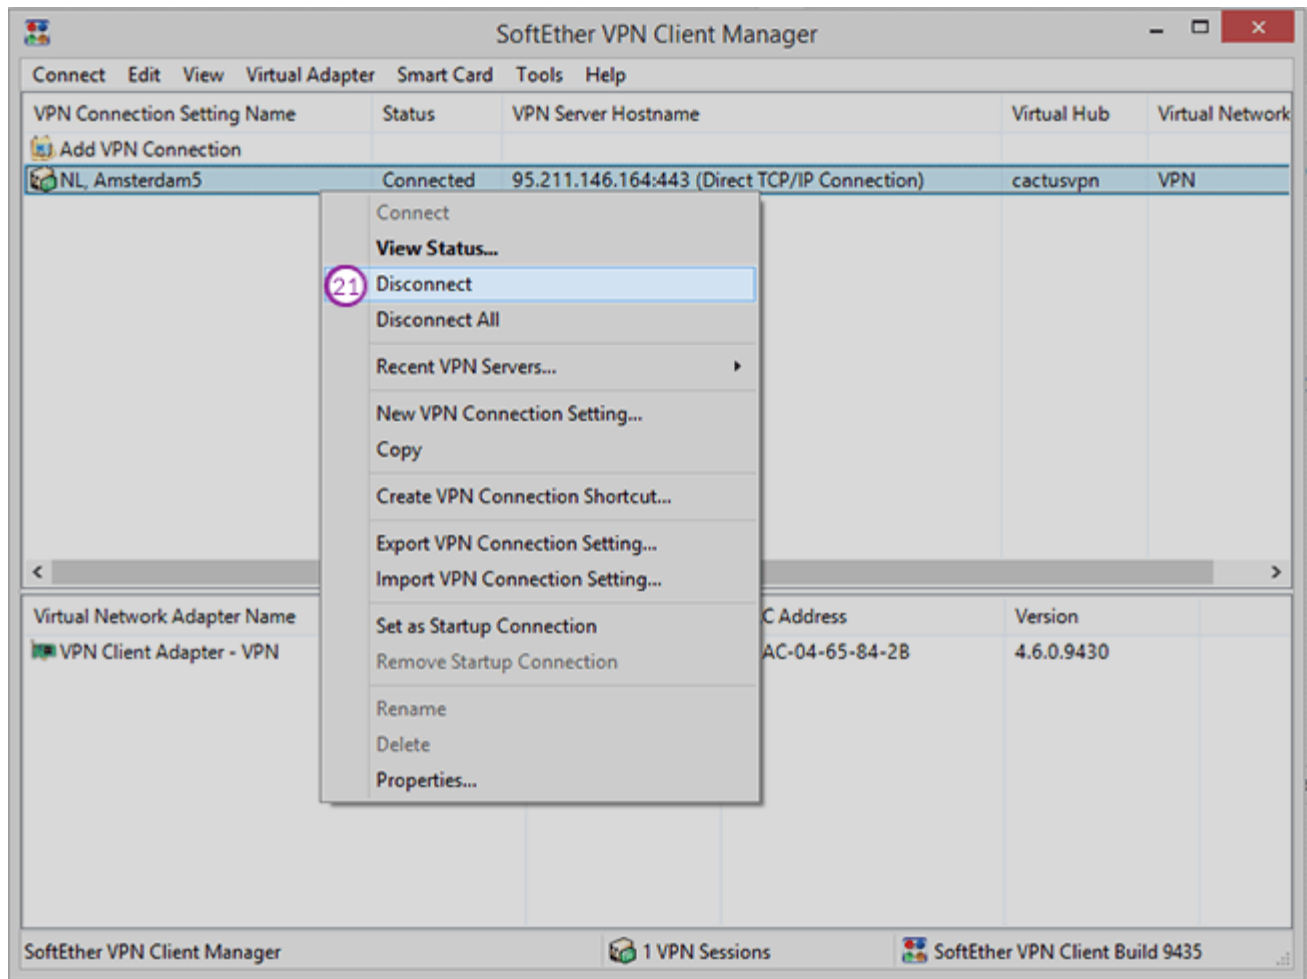 SoftEther VPN Client Manager
Connect Edit View Virtual Adapter Smart Card Tools Help
VPN Connection Setting Name Status VPN Server Hostname Virtual Hub Virtual Network
Add VPN Connection
NL, Amsterdam5 Connected 95.211.146.164:443 (Direct TCP/IP Connection) cactusvpn VPN
Connect
View Status...
21 Disconnect
Disconnect All
Recent VPN Servers...
New VPN Connection Setting...
Copy
Create VPN Connection Shortcut...
Export VPN Connection Setting...
Import VPN Connection Setting...
Set as Startup Connection
Remove Startup Connection
Rename
Delete
Properties...
Virtual Network Adapter Name C Address Version
VPN Client Adapter - VPN AC-04-65-84-2B 4.6.0.9430
SoftEther VPN Client Manager 1 VPN Sessions SoftEther VPN Client Build 9435